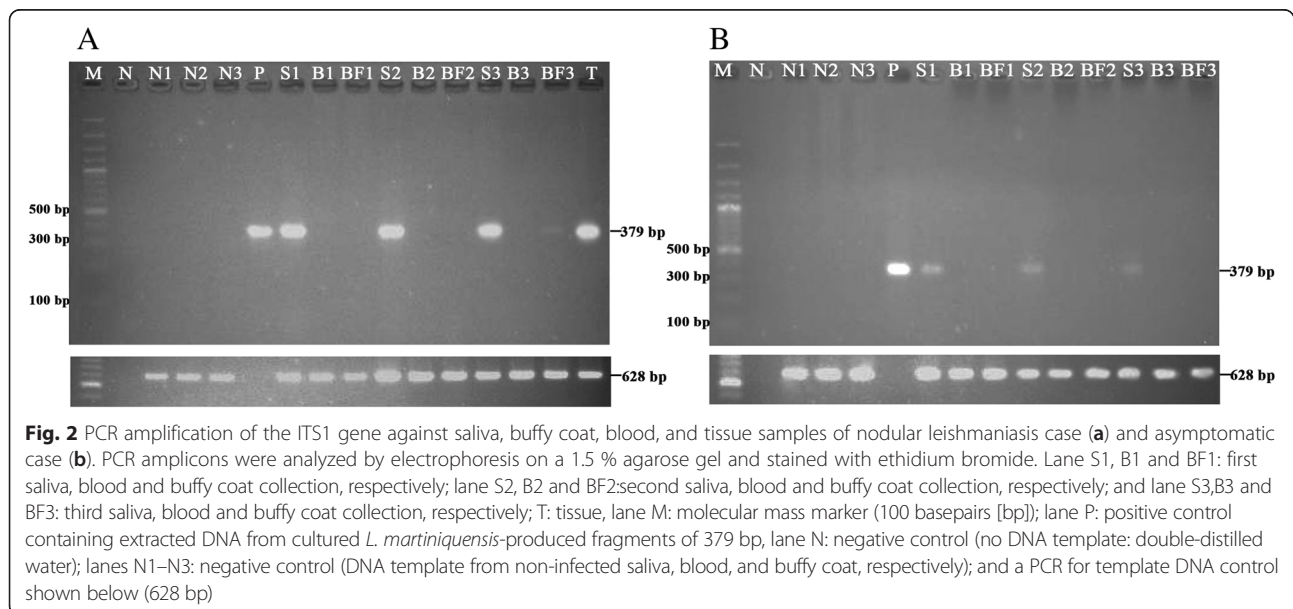 A
M N N1 N2 N3 P S1 B1 BF1 S2 B2 BF2 S3 B3 BF3 T
500 bp
300 bp
100 bp
379 bp
628 bp
B
M N N1 N2 N3 P S1 B1 BF1 S2 B2 BF2 S3 B3 BF3
500 bp
300 bp
100 bp
379 bp
628 bp
Fig. 2 PCR amplification of the ITS1 gene against saliva, buffy coat, blood, and tissue samples of nodular leishmaniasis case (a) and asymptomatic
case (b). PCR amplicons were analyzed by electrophoresis on a 1.5 % agarose gel and stained with ethidium bromide. Lane S1, B1 and BF1: first
saliva, blood and buffy coat collection, respectively; lane S2, B2 and BF2:second saliva, blood and buffy coat collection, respectively; and lane S3,B3 and
BF3: third saliva, blood and buffy coat collection, respectively; T: tissue, lane M: molecular mass marker (100 basepairs [bp]); lane P: positive control
containing extracted DNA from cultured L. martiniquensis-produced fragments of 379 bp, lane N: negative control (no DNA template: double-distilled
water); lanes N1–N3: negative control (DNA template from non-infected saliva, blood, and buffy coat, respectively); and a PCR for template DNA control
shown below (628 bp)